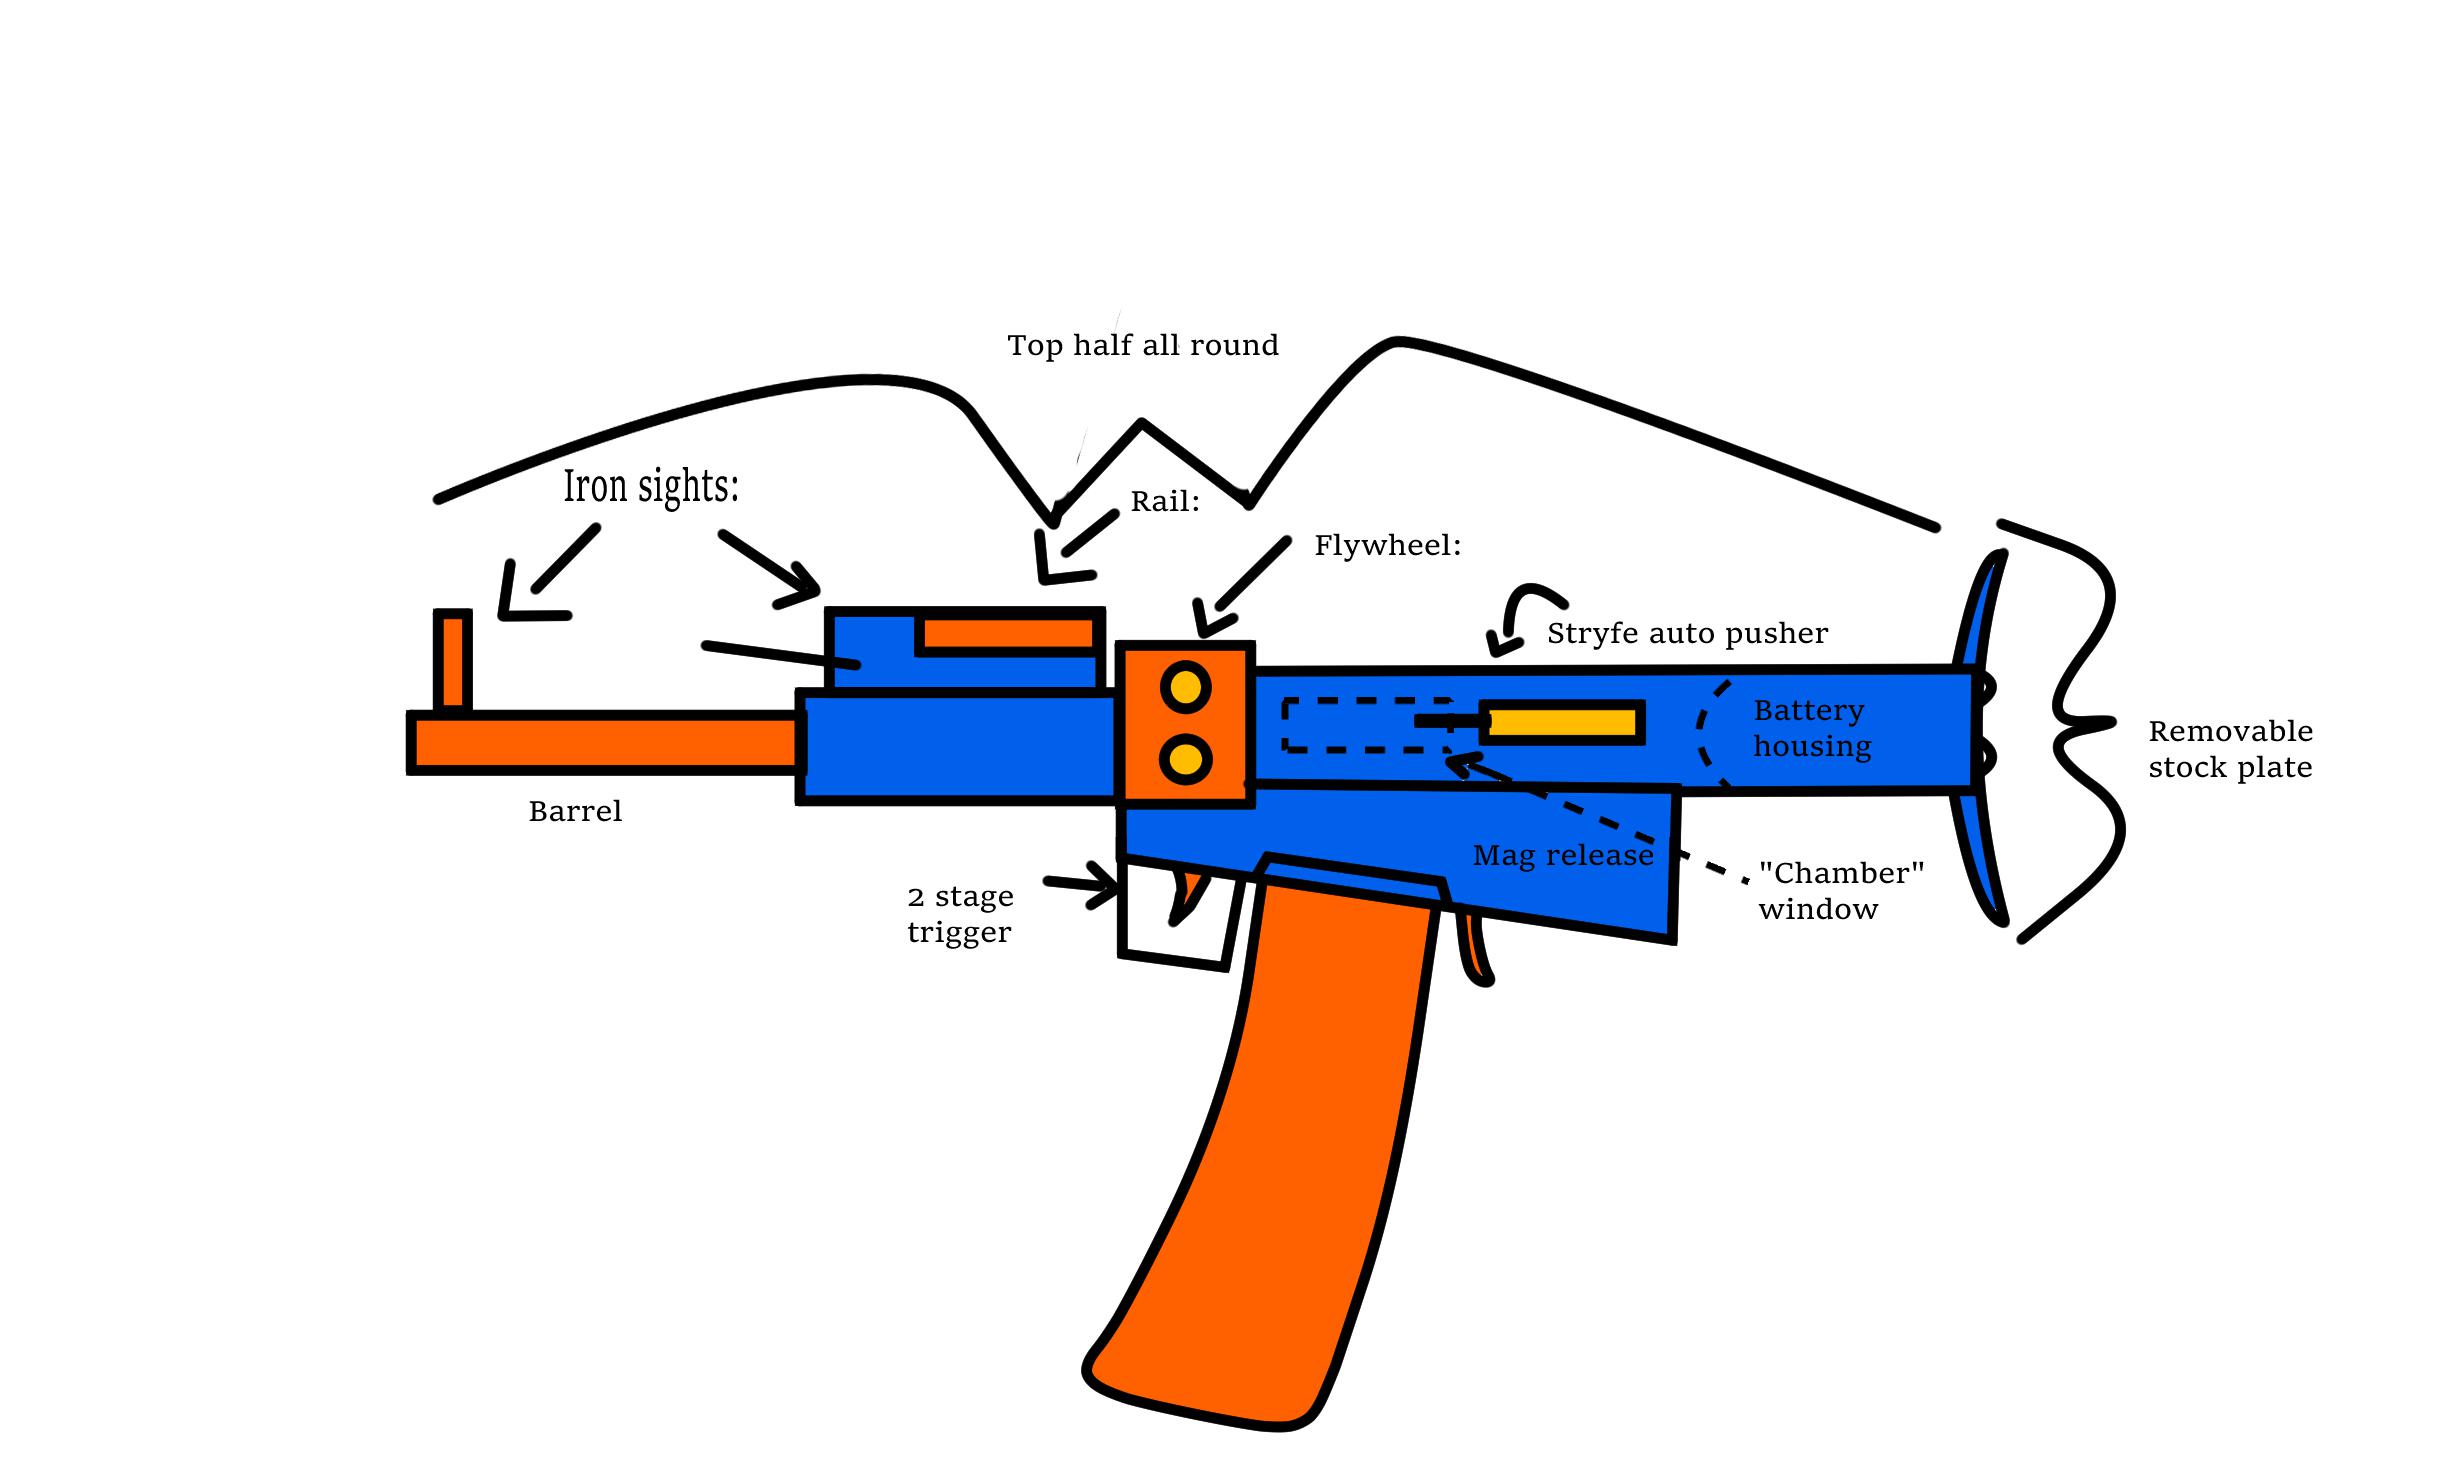 Top half all round
Iron sights:
Rail:
Flywheel:
Stryfe auto pusher
Battery
housing
Removable
stock plate
Barrel
Mag release
"Chamber"
window
2 stage
trigger